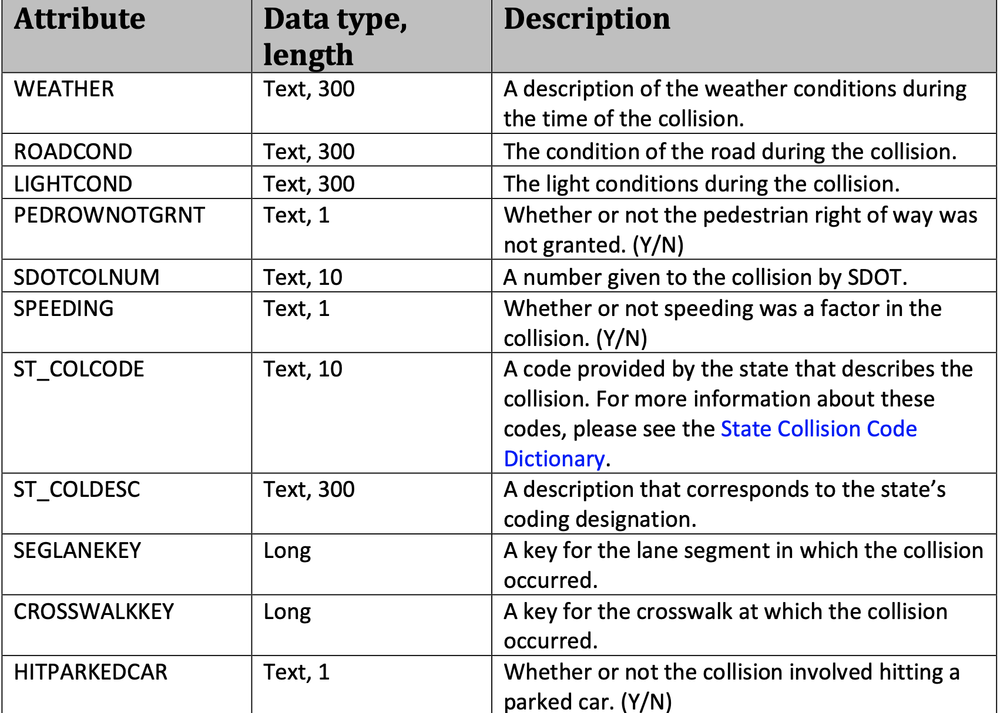 Attribute
Data type,
length
Description
WEATHER
Text, 300
A description of the weather conditions during
the time of the collision.
ROADCOND
Text, 300
The condition of the road during the collision.
LIGHTCOND
Text, 300
The light conditions during the collision.
PEDROWNOTGRNT
Text, 1
Whether or not the pedestrian right of way was
not granted. (Y/N)
SDOTCOLNUM
Text, 10
A number given to the collision by SDOT.
SPEEDING
Text, 1
Whether or not speeding was a factor in the
collision. (Y/N)
ST_COLCODE
Text, 10
A code provided by the state that describes the
collision. For more information about these
codes, please see the State Collision Code
Dictionary.
ST_COLDESC
Text, 300
A description that corresponds to the state’s
coding designation.
SEGLANEKEY
Long
A key for the lane segment in which the collision
occurred.
CROSSWALKKEY
Long
A key for the crosswalk at which the collision
occurred.
HITPARKEDCAR
Text, 1
Whether or not the collision involved hitting a
parked car. (Y/N)